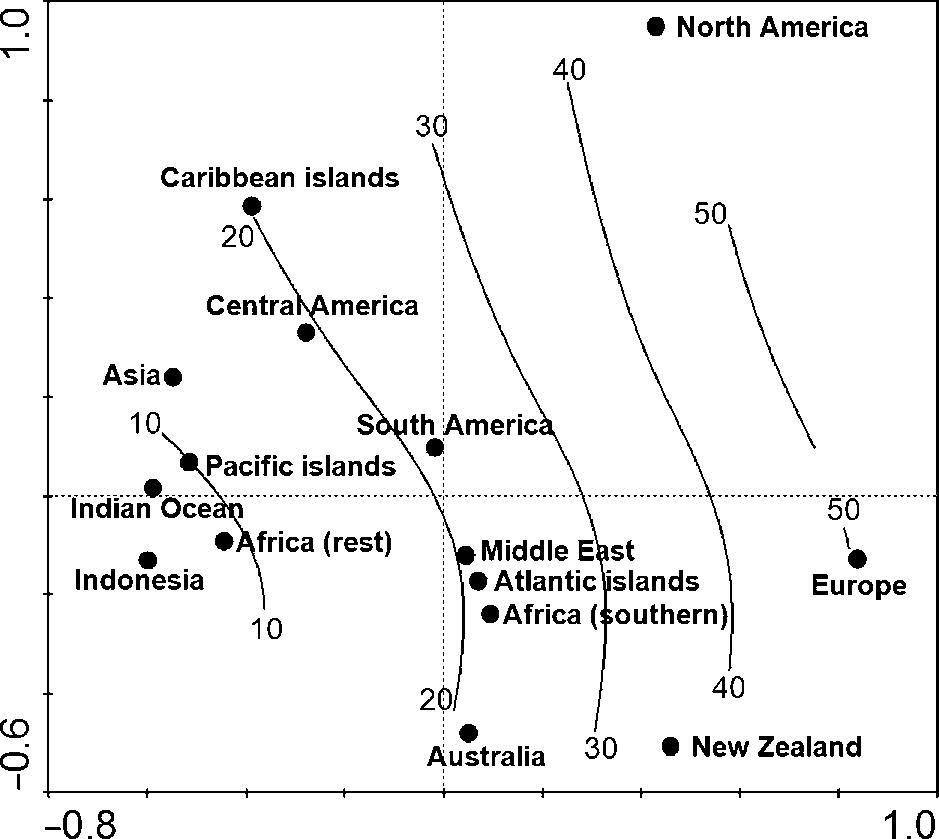 1.0
North America
40
30
Caribbean islands
50
20
Central America
Asia
10
South America
Pacific islands
Indian Ocean
50
Africa (rest)
Middle East
Indonesia
Atlantic islands
Europe
Africa (southern)
10
20
40
Australia
30
New Zealand
−0.6
−0.8
1.0